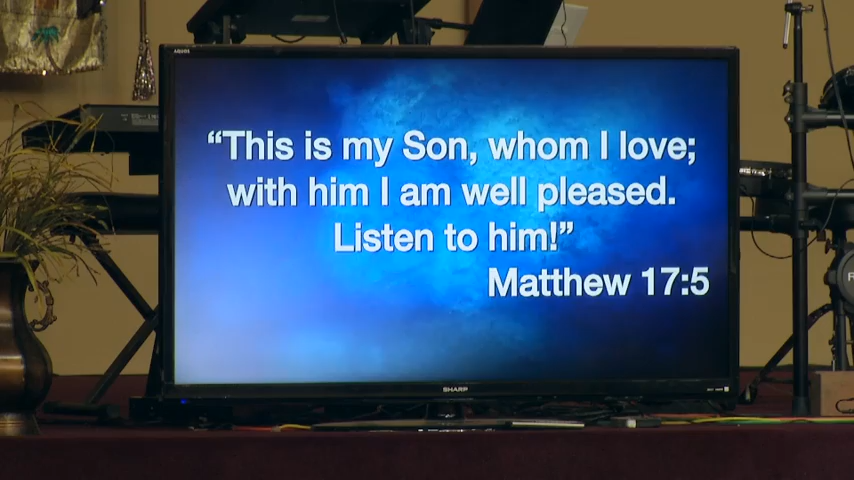 “This is my Son, whom I love;
with him I am well pleased.
Listen to him!”
Matthew 17:5
SHARP